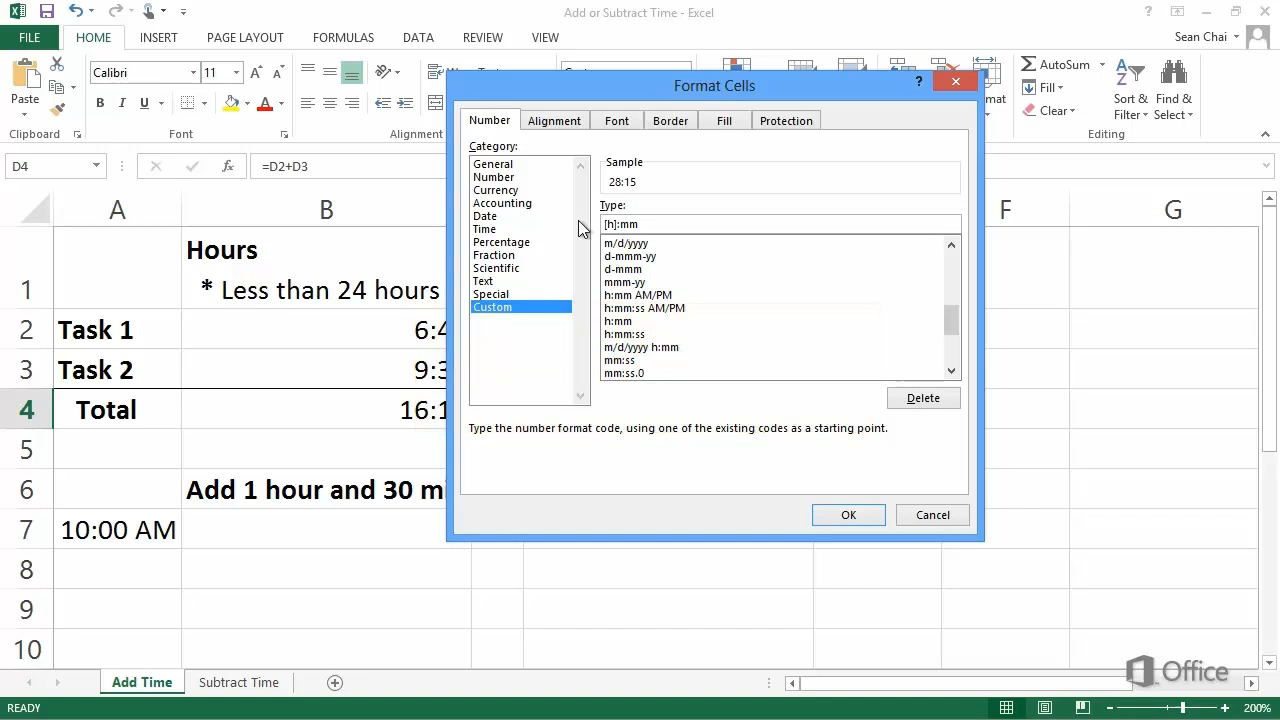 Add or Subtract Time - Excel
FILE HOME INSERT PAGE LAYOUT FORMULAS DATA REVIEW VIEW Sean Chai
Calibri 11
Paste
B I U
Clipboard Font Alignment
AutoSum
Fill
Clear
Sort & Filter
Find & Select
Editing
D4 =D2+D3
A B F G
1 2 3 4 5 6 7 8 9 10
Hours
* Less than 24 hours
Task 1
Task 2
Total
Add 1 hour and 30
10:00 AM
Format Cells
Number Alignment Font Border Fill Protection
Category:
General
Number
Currency
Accounting
Date
Time
Percentage
Fraction
Scientific
Text
Special
Custom
Sample
28:15
Type:
[h]:mm
m/d/yyyy
d-mmm-yy
d-mmm
mmm-yy
h:mm AM/PM
h:mm:ss AM/PM
h:mm
h:mm:ss
m/d/yyyy h:mm
mm:ss
mm:ss.0
Delete
Type the number format code, using one of the existing codes as a starting point.
OK Cancel
Add Time Subtract Time
Office
READY 200%